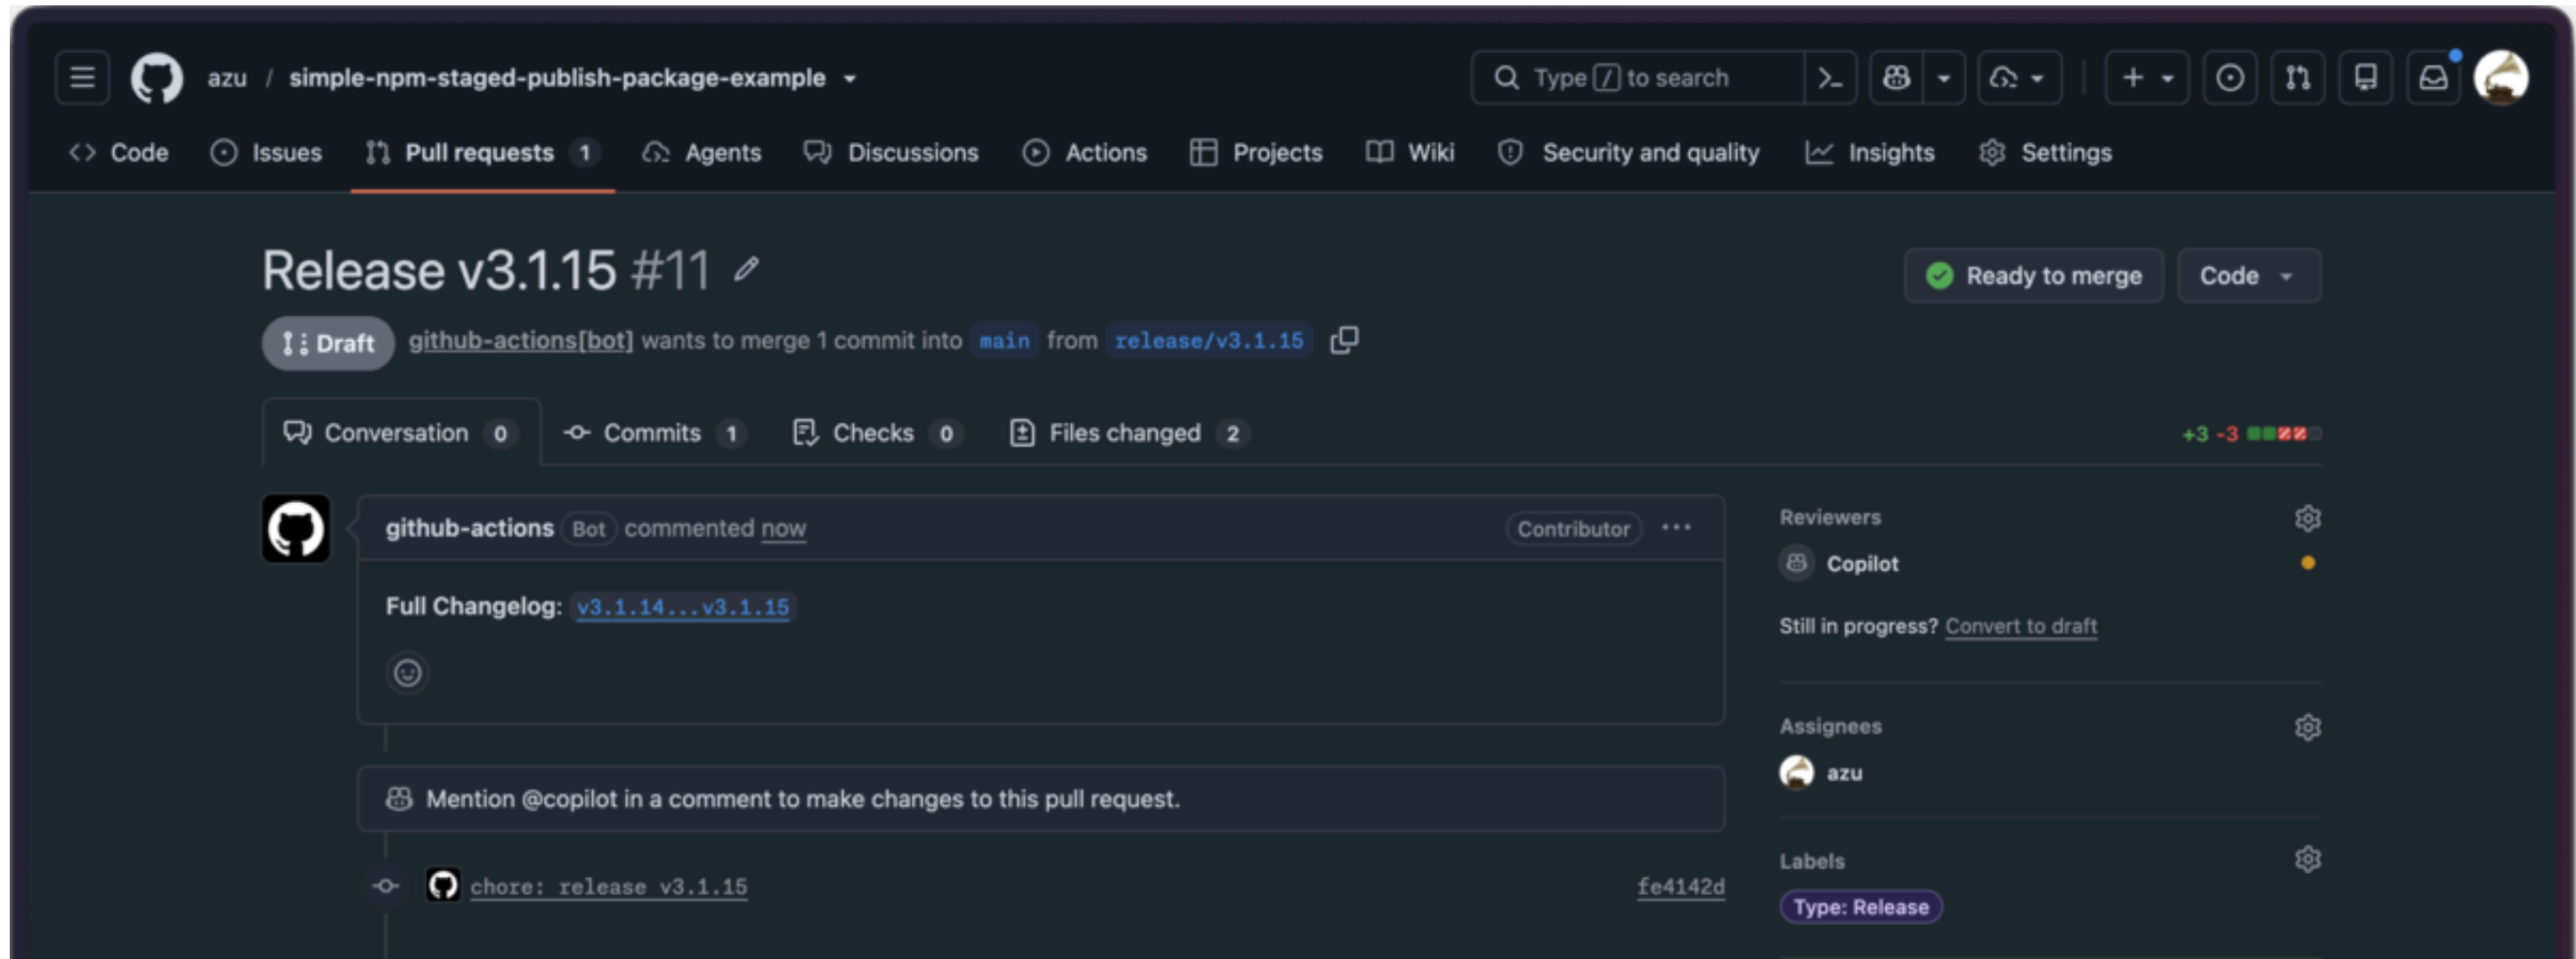 azu / simple-npm-staged-publish-package-example
Type / to search
Code
Issues
Pull requests 1
Agents
Discussions
Actions
Projects
Wiki
Security and quality
Insights
Settings
Release v3.1.15 #11
Ready to merge
Code
Draft
github-actions[bot] wants to merge 1 commit into main from release/v3.1.15
Conversation 0
Commits 1
Checks 0
Files changed 2
+3 -3
github-actions Bot commented now
Contributor
Full Changelog: v3.1.14...v3.1.15
Mention @copilot in a comment to make changes to this pull request.
chore: release v3.1.15
fe4142d
Reviewers
Copilot
Still in progress? Convert to draft
Assignees
azu
Labels
Type: Release